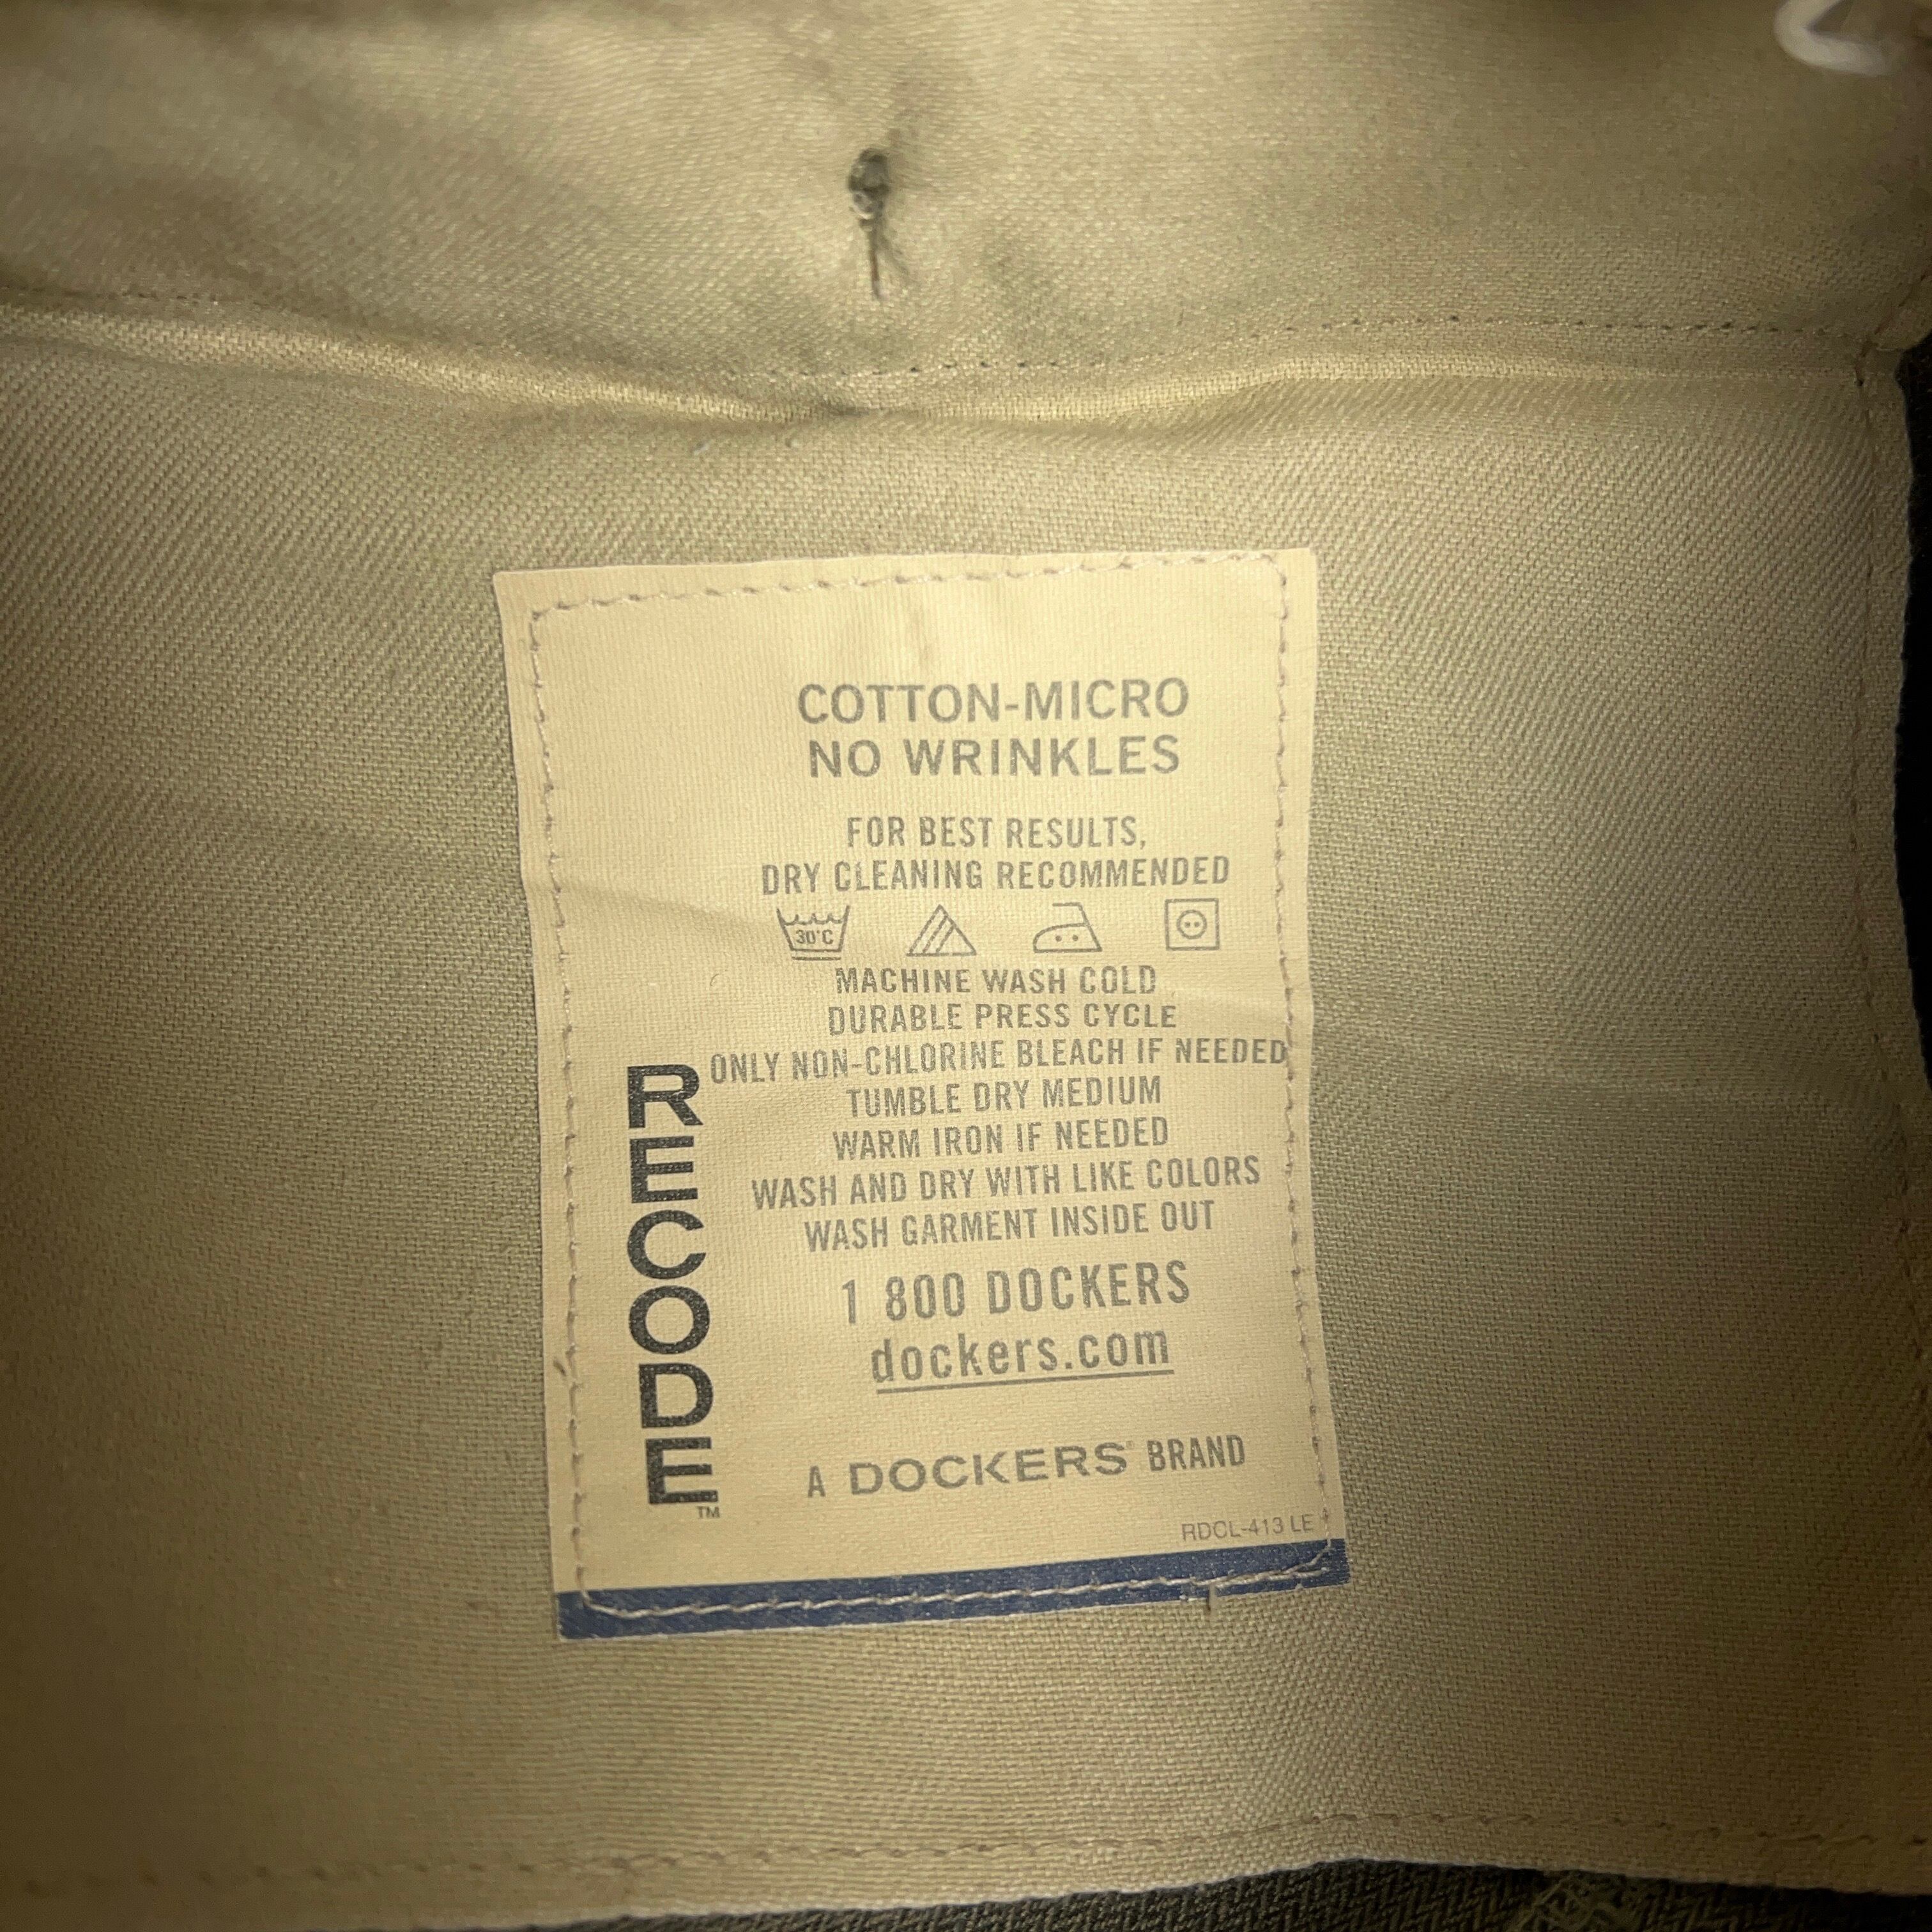 COTTON-MICRO
NO WRINKLES
FOR BEST RESULTS,
DRY CLEANING RECOMMENDED
30°C
MACHINE WASH COLD
DURABLE PRESS CYCLE
ONLY NON-CHLORINE BLEACH IF NEEDED
TUMBLE DRY MEDIUM
WARM IRON IF NEEDED
WASH AND DRY WITH LIKE COLORS
WASH GARMENT INSIDE OUT
1 800 DOCKERS
dockers.com
A DOCKERS® BRAND
RDCL-413 LE
RECODE™